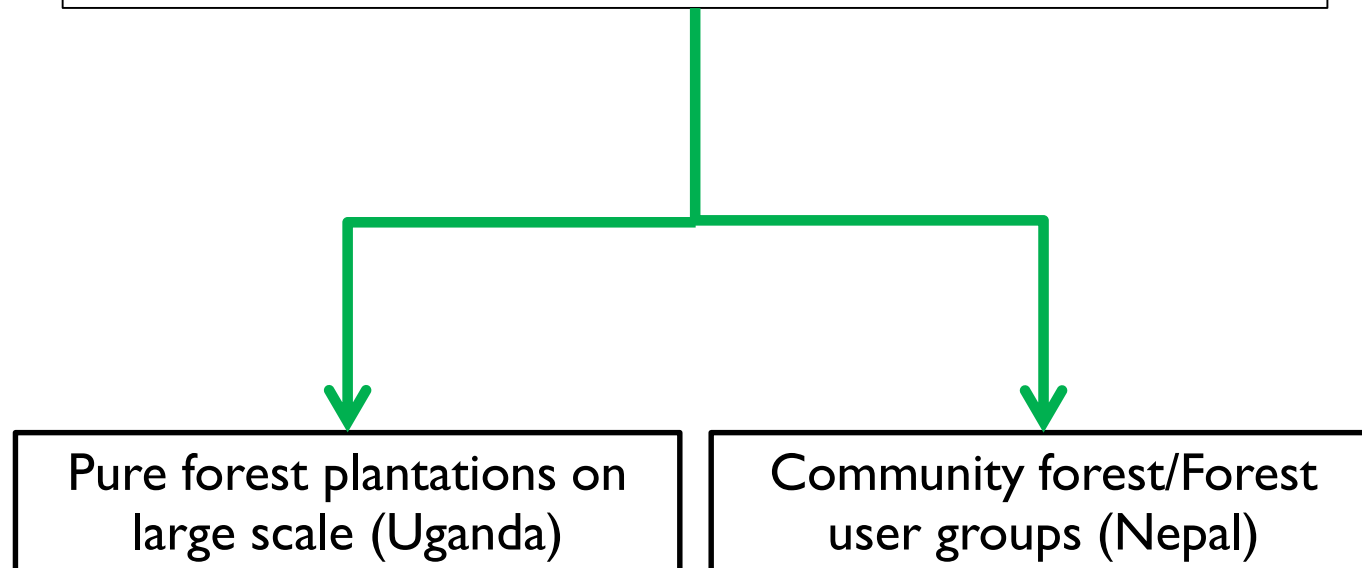 Pure forest plantations on
large scale (Uganda)
Community forest/Forest
user groups (Nepal)